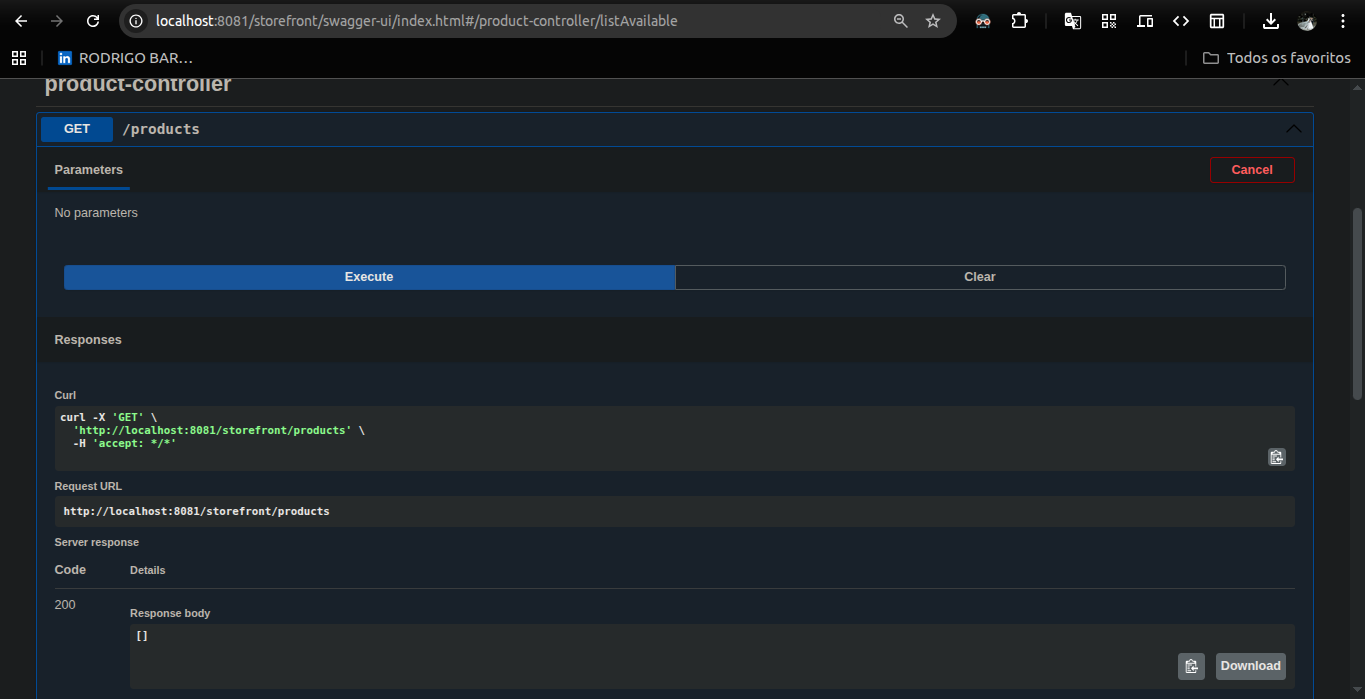 localhost:8081/storefront/swagger-ui/index.html#/product-controller/listAvailable
RODRIGO BAR...
Todos os favoritos
product-controller
GET /products
Parameters
Cancel
No parameters
Execute
Clear
Responses
Curl
curl -X 'GET' \
'http://localhost:8081/storefront/products' \
-H 'accept: */*'
Request URL
http://localhost:8081/storefront/products
Server response
Code Details
200
Response body
[]
Download